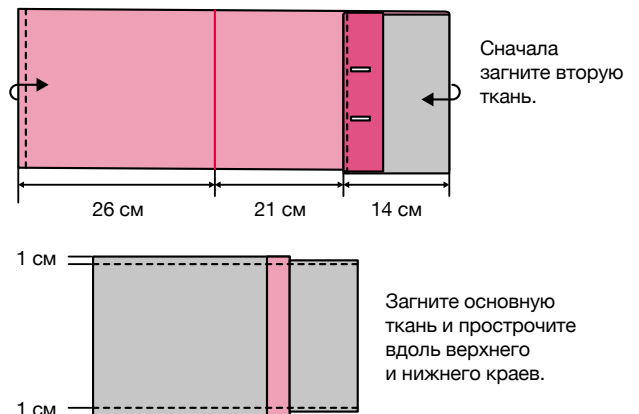 Сначала
загните вторую
ткань.
26 см
21 см
14 см
1 см
Загните основную
ткань и прострочите
вдоль верхнего
и нижнего краев.
1 см